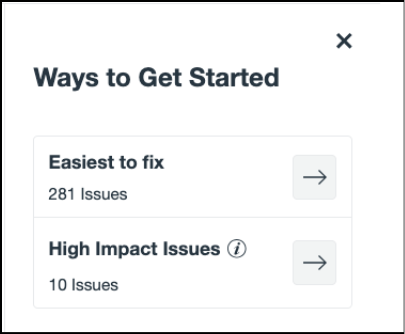 Ways to Get Started
Easiest to fix
281 Issues
High Impact Issues
10 Issues